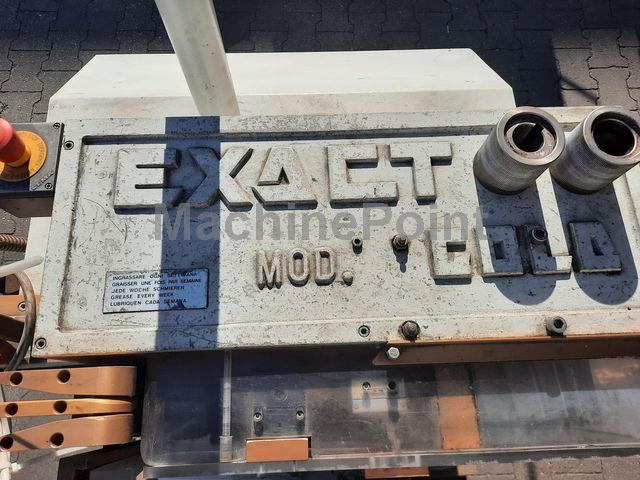 EXACT
MachinePoint
MOD. GOLD
INGRASSARE OGNI SETTIMANA
GRAISSER UNE FOIS PAR SEMAINE
JEDE WOCHE SCHMIEREN
GREASE EVERY WEEK
LUBRIQUEN CADA SEMANA